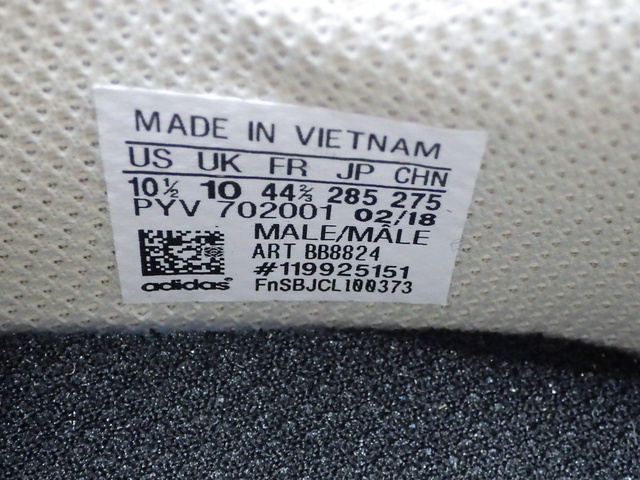 MADE IN VIETNAM
US UK FR JP CHN
10½ 10 44⅔ 285 275
PYV 702001 02/18
MALE/MÂLE
ART BB8824
#119925151
adidas FnSBJCL100373